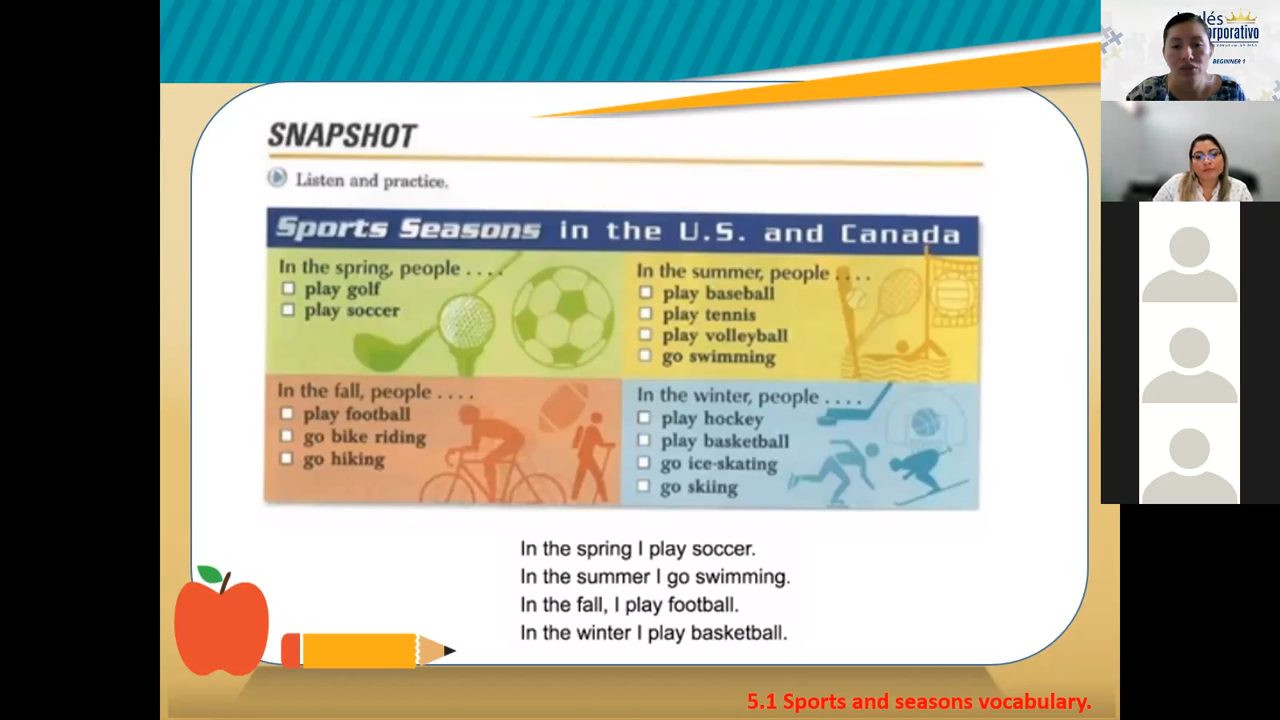 SNAPSHOT
Listen and practice.
Sports Seasons in the U.S. and Canada
In the spring, people . . . .
play golf
play soccer
In the summer, people . . . .
play baseball
play tennis
play volleyball
go swimming
In the fall, people . . . .
play football
go bike riding
go hiking
In the winter, people . . . .
play hockey
play basketball
go ice-skating
go skiing
In the spring I play soccer.
In the summer I go swimming.
In the fall, I play football.
In the winter I play basketball.
5.1 Sports and seasons vocabulary.
BEGINNER 1